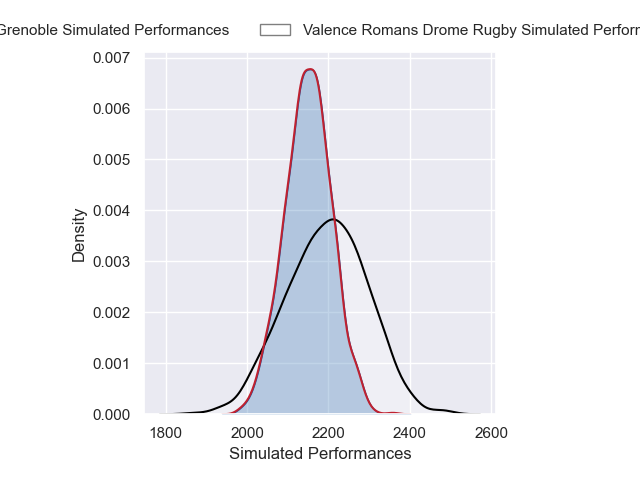 Grenoble Simulated Performances
Valence Romans Drome Rugby Simulated
0.007
0.006
0.005
0.004
0.003
0.002
0.001
0.000
Density
1800 2000 2200 2400 2600
Simulated Performances